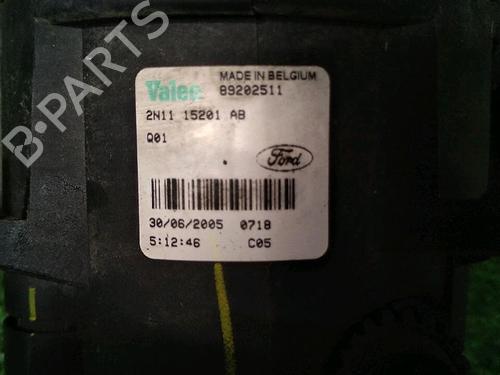 B-PARTS
Valeo
MADE IN BELGIUM
89202511
2N11 15201 AB
Q01
Ford
30/06/2005 0718
5:12:46 C05